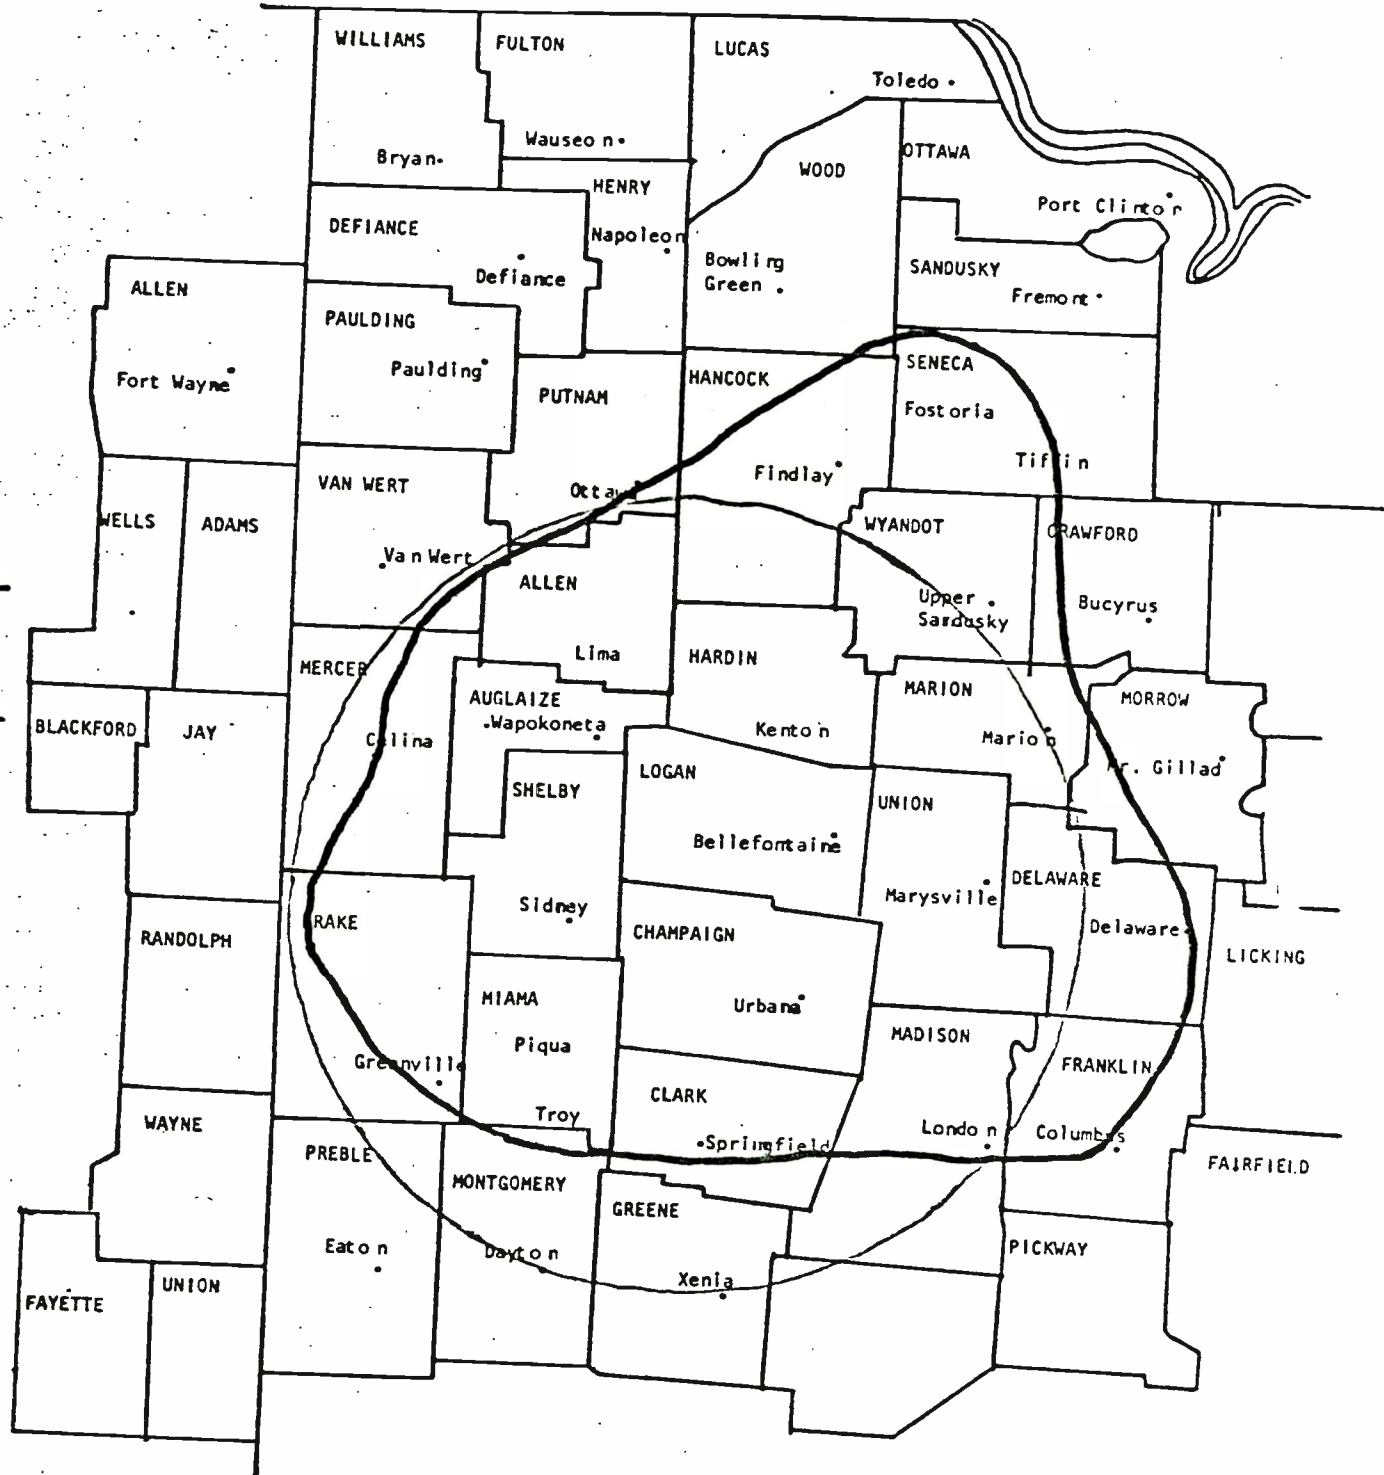 WILLIAMS
FULTON
LUCAS
Toledo
Wauseon
Bryan
WOOD
OTTAWA
HENRY
Port Clinton
DEFIANCE
Napoleon
Bowling
Green
Defiance
SANDUSKY
Fremont
ALLEN
PAULDING
Paulding
Fort Wayne
PUTNAM
HANCOCK
SENECA
Fostoria
Tiffin
Findlay
VAN WERT
Ottawa
WELLS
ADAMS
WYANDOT
CRAWFORD
Van Wert
ALLEN
Upper
Sandusky
Bucyrus
MERCER
Lima
HARDIN
MARION
MORROW
AUGLAIZE
Wapokoneta
BLACKFORD
JAY
Celina
Kenton
Marion
Mr. Gillad
SHELBY
LOGAN
UNION
Bellefontaine
Marysville
DELAWARE
Delaware
RAKE
Sidney
CHAMPAIGN
RANDOLPH
LICKING
MIAMA
Urbana
Piqua
MADISON
Greenville
FRANKLIN
CLARK
WAYNE
Troy
Springfield
London
Columbus
PREBLE
MONTGOMERY
FAIRFIELD
GREENE
Eaton
Dayton
PICKWAY
Xenia
UNION
FAYETTE